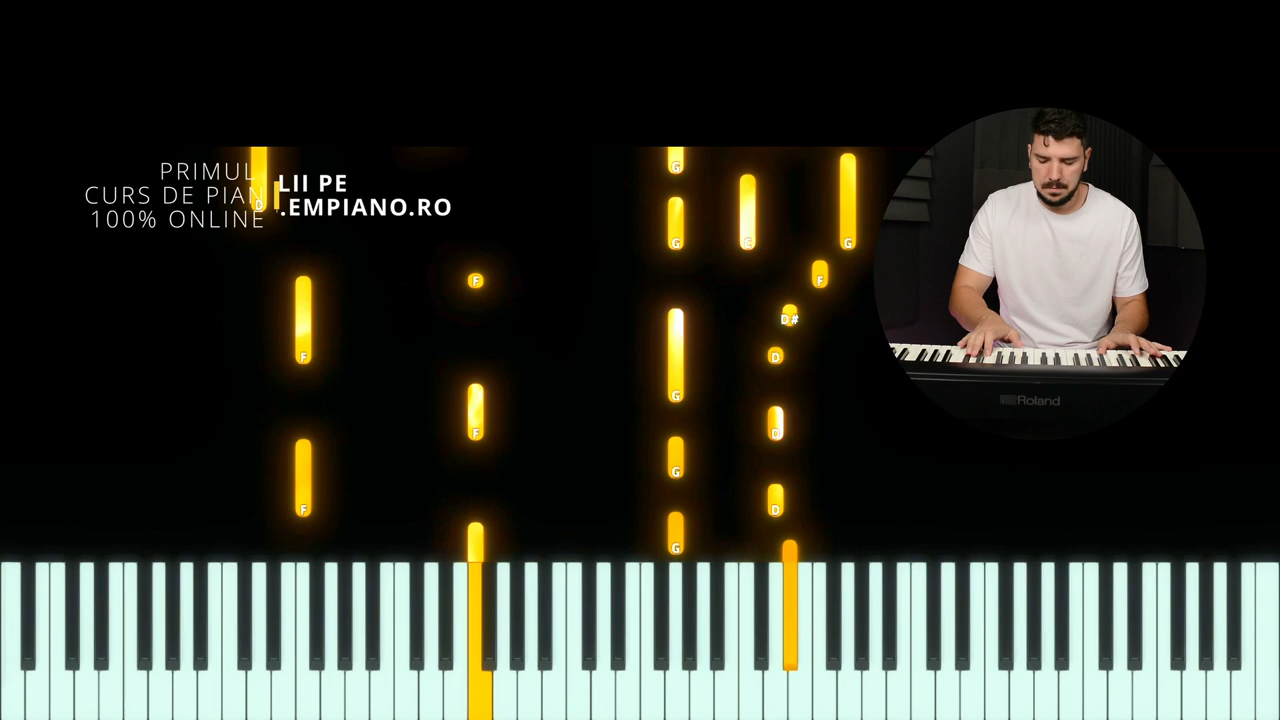 PRIMUL
CURS DE PIAN
100% ONLINE
LII PE
.EMPIANO.RO
G
D
G
C
G
F
F
D#
F
D
G
F
D
G
F
D
G
Roland